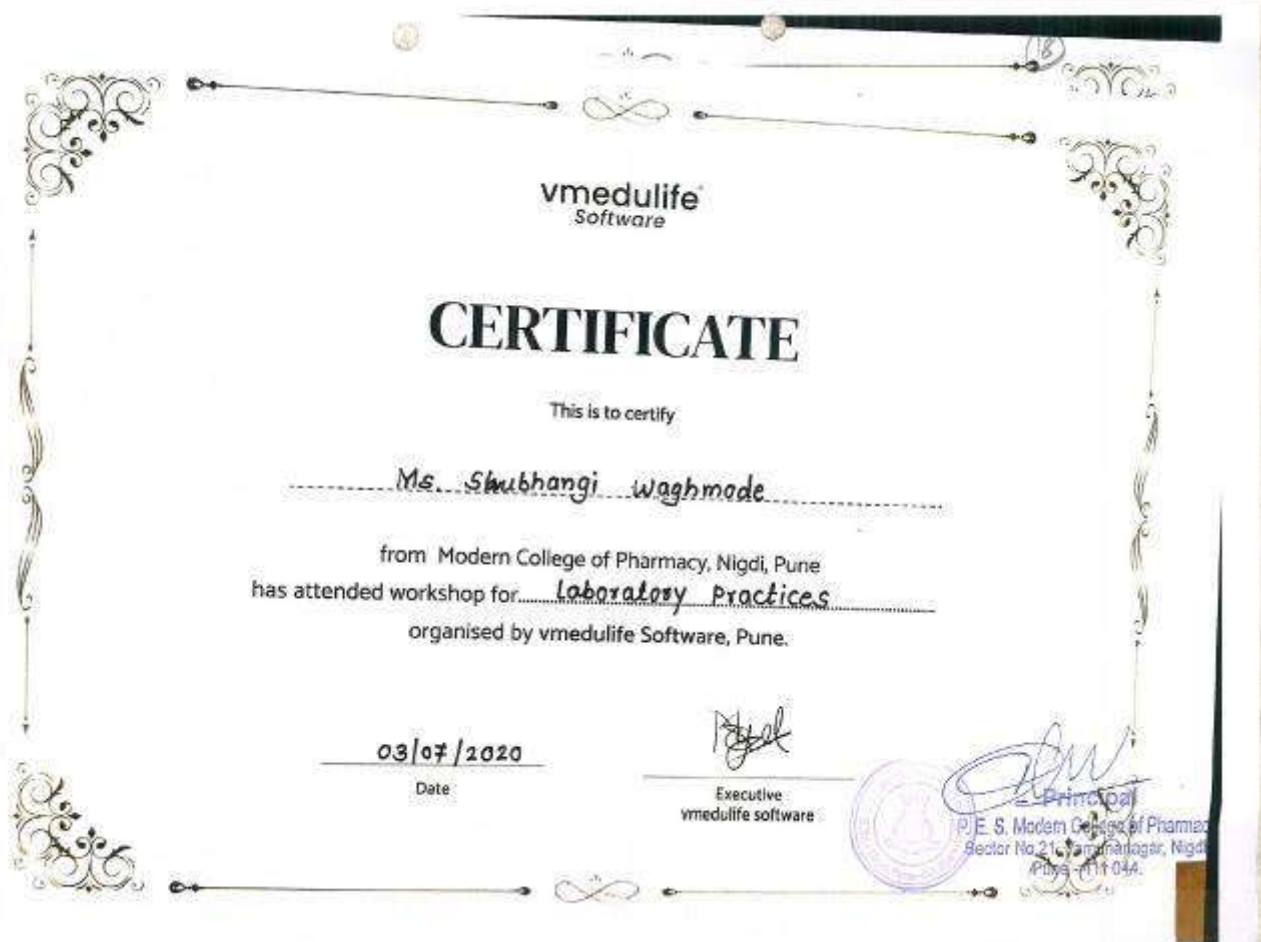 18
vmedulife
Software
CERTIFICATE
This is to certify
Ms. Shubhangi Waghmode
from Modern College of Pharmacy, Nigdi, Pune
has attended workshop for Laboratory Practices
organised by vmedulife Software, Pune.
03/07/2020
Date
Executive
vmedulife software
Principal
P. E. S. Modern College of Pharmac
Sector No.21, Yamunanagar, Nigdi
Pune - 411 044.